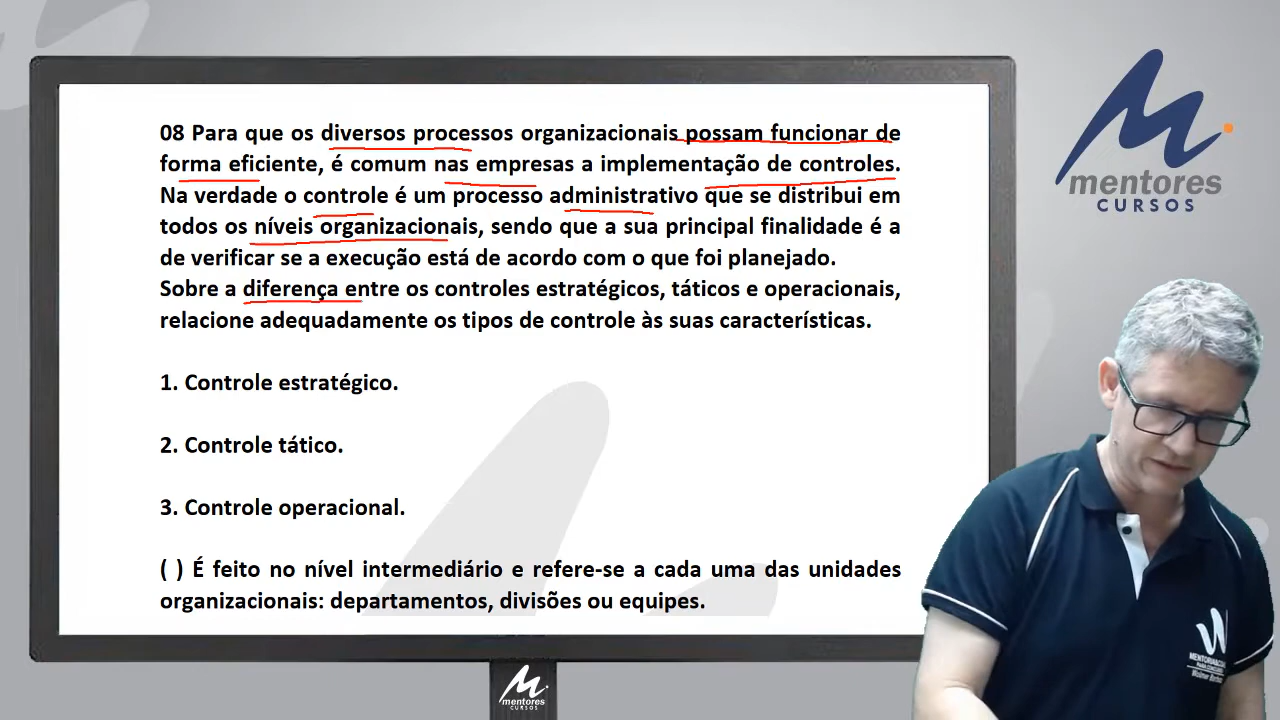 08 Para que os diversos processos organizacionais possam funcionar de
forma eficiente, é comum nas empresas a implementação de controles.
Na verdade o controle é um processo administrativo que se distribui em
todos os níveis organizacionais, sendo que a sua principal finalidade é a
de verificar se a execução está de acordo com o que foi planejado.
Sobre a diferença entre os controles estratégicos, táticos e operacionais,
relacione adequadamente os tipos de controle às suas características.
1. Controle estratégico.
2. Controle tático.
3. Controle operacional.
( ) É feito no nível intermediário e refere-se a cada uma das unidades
organizacionais: departamentos, divisões ou equipes.
mentores
CURSOS
mentores
CURSOS